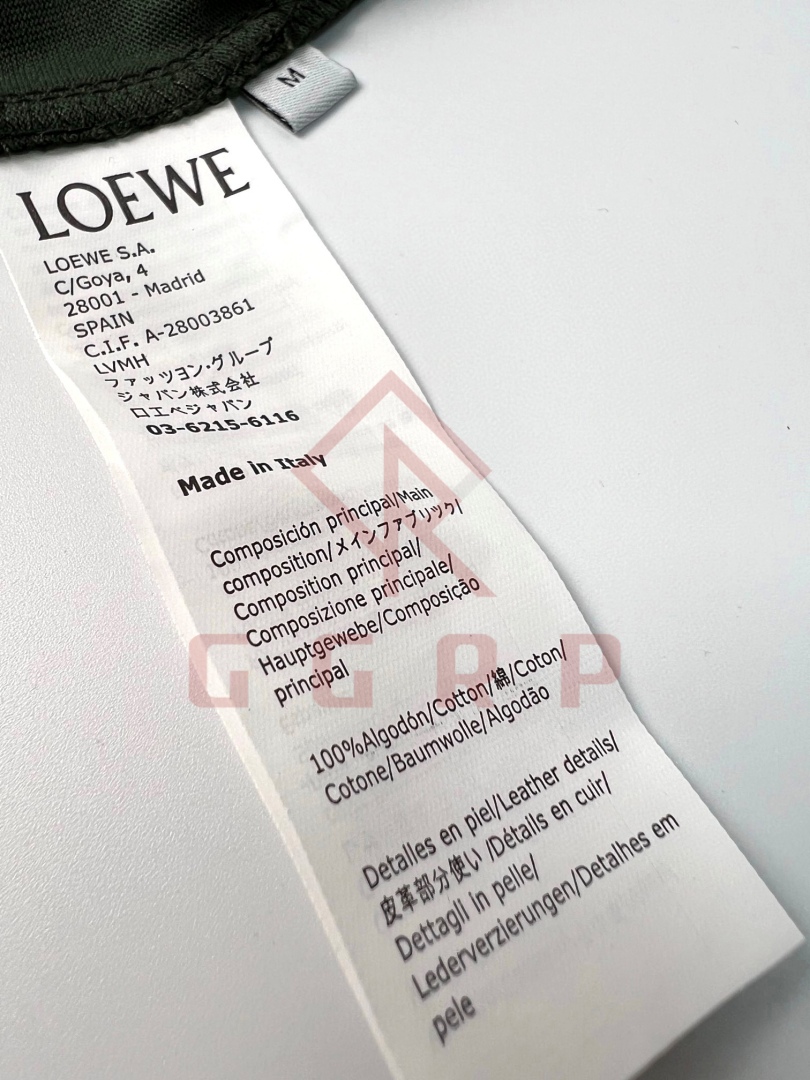 M
LOEWE
LOEWE S.A.
C/Goya, 4
28001 - Madrid
SPAIN
C.I.F. A-28003861
LVMH
ファッツヨン・グループ
ジャパン株式会社
ロエベジャパン
03-6215-6116
Made in Italy
Composición principal/Main
composition/メインファブリック/
Composition principal/
Composizione principale/
Hauptgewebe/Composição
principal
GGAP
100%Algodón/Cotton/綿/Coton/
Cotone/Baumwolle/Algodão
Detalles en piel/Leather details/
皮革部分使い/Détails en cuir/
Dettagli in pelle/
Lederverzierungen/Detalhes em
pele